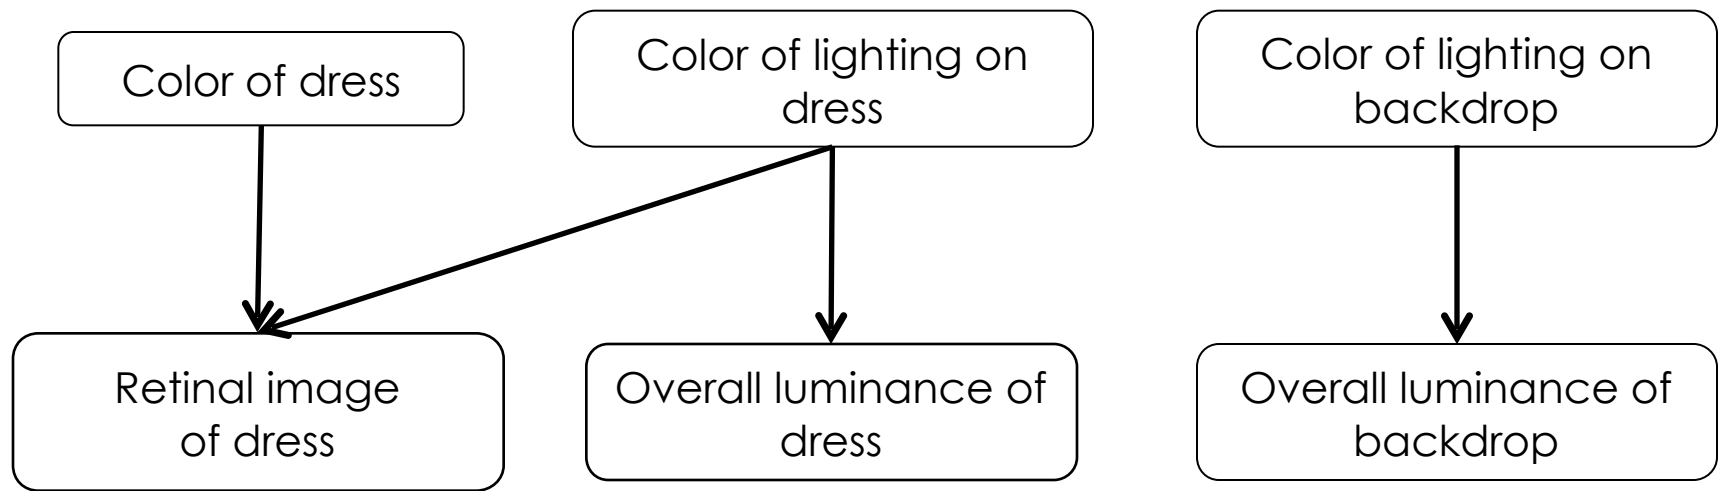 Color of dress
Color of lighting on
dress
Color of lighting on
backdrop
Retinal image
of dress
Overall luminance of
dress
Overall luminance of
backdrop